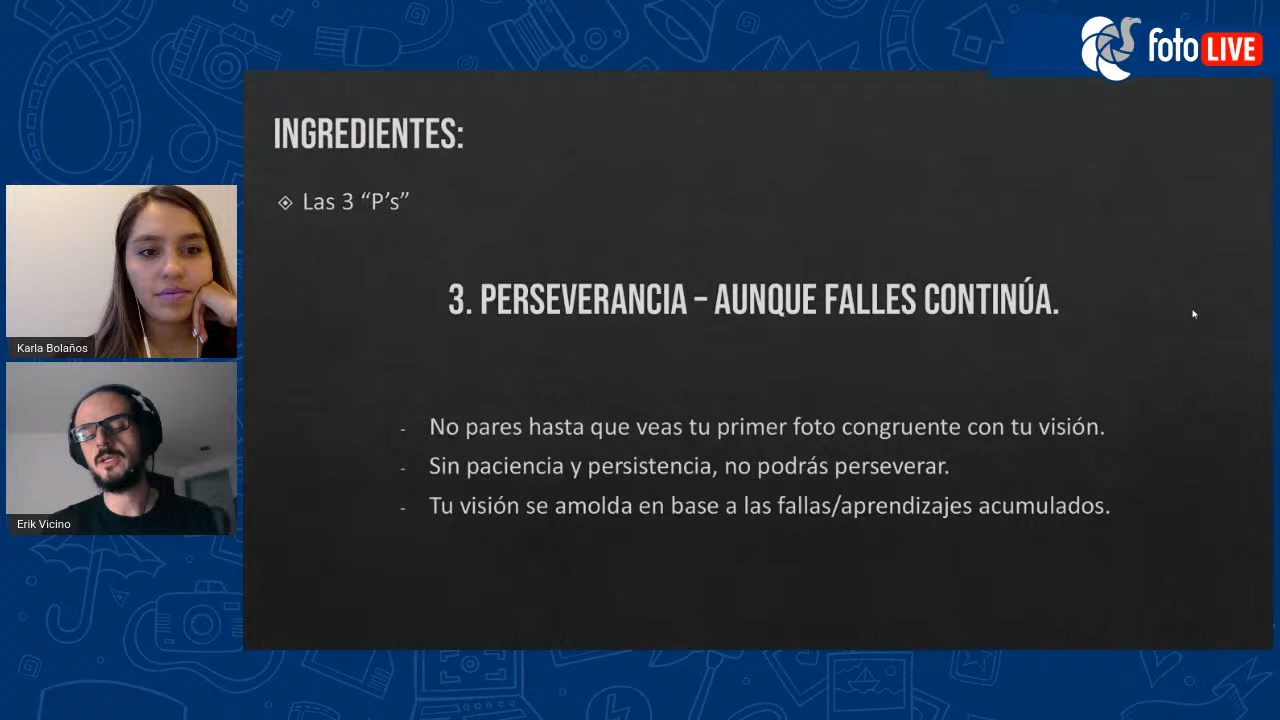 foto LIVE
INGREDIENTES:
Las 3 “P’s”
3. PERSEVERANCIA – AUNQUE FALLES CONTINÚA.
- No pares hasta que veas tu primer foto congruente con tu visión.
- Sin paciencia y persistencia, no podrás perseverar.
- Tu visión se amolda en base a las fallas/aprendizajes acumulados.
Karla Bolaños
Erik Vicino